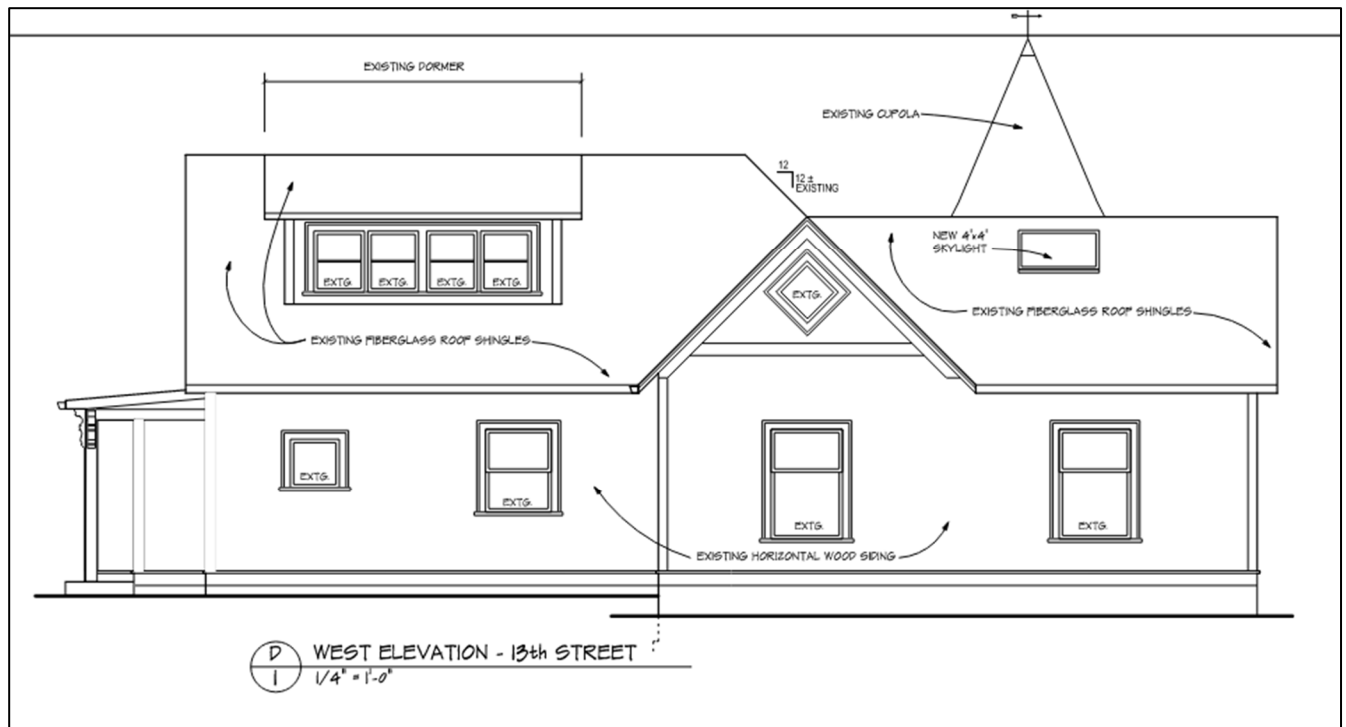 EXISTING DORMER
EXISTING CUPOLA
12
12 ±
EXISTING
NEW 4'x4'
SKYLIGHT
EXTG.
EXTG.
EXTG.
EXTG.
EXTG.
EXISTING FIBERGLASS ROOF SHINGLES
EXISTING FIBERGLASS ROOF SHINGLES
EXTG.
EXTG.
EXTG.
EXTG.
EXISTING HORIZONTAL WOOD SIDING
D
1
WEST ELEVATION - 13th STREET
1/4" = 1'-0"